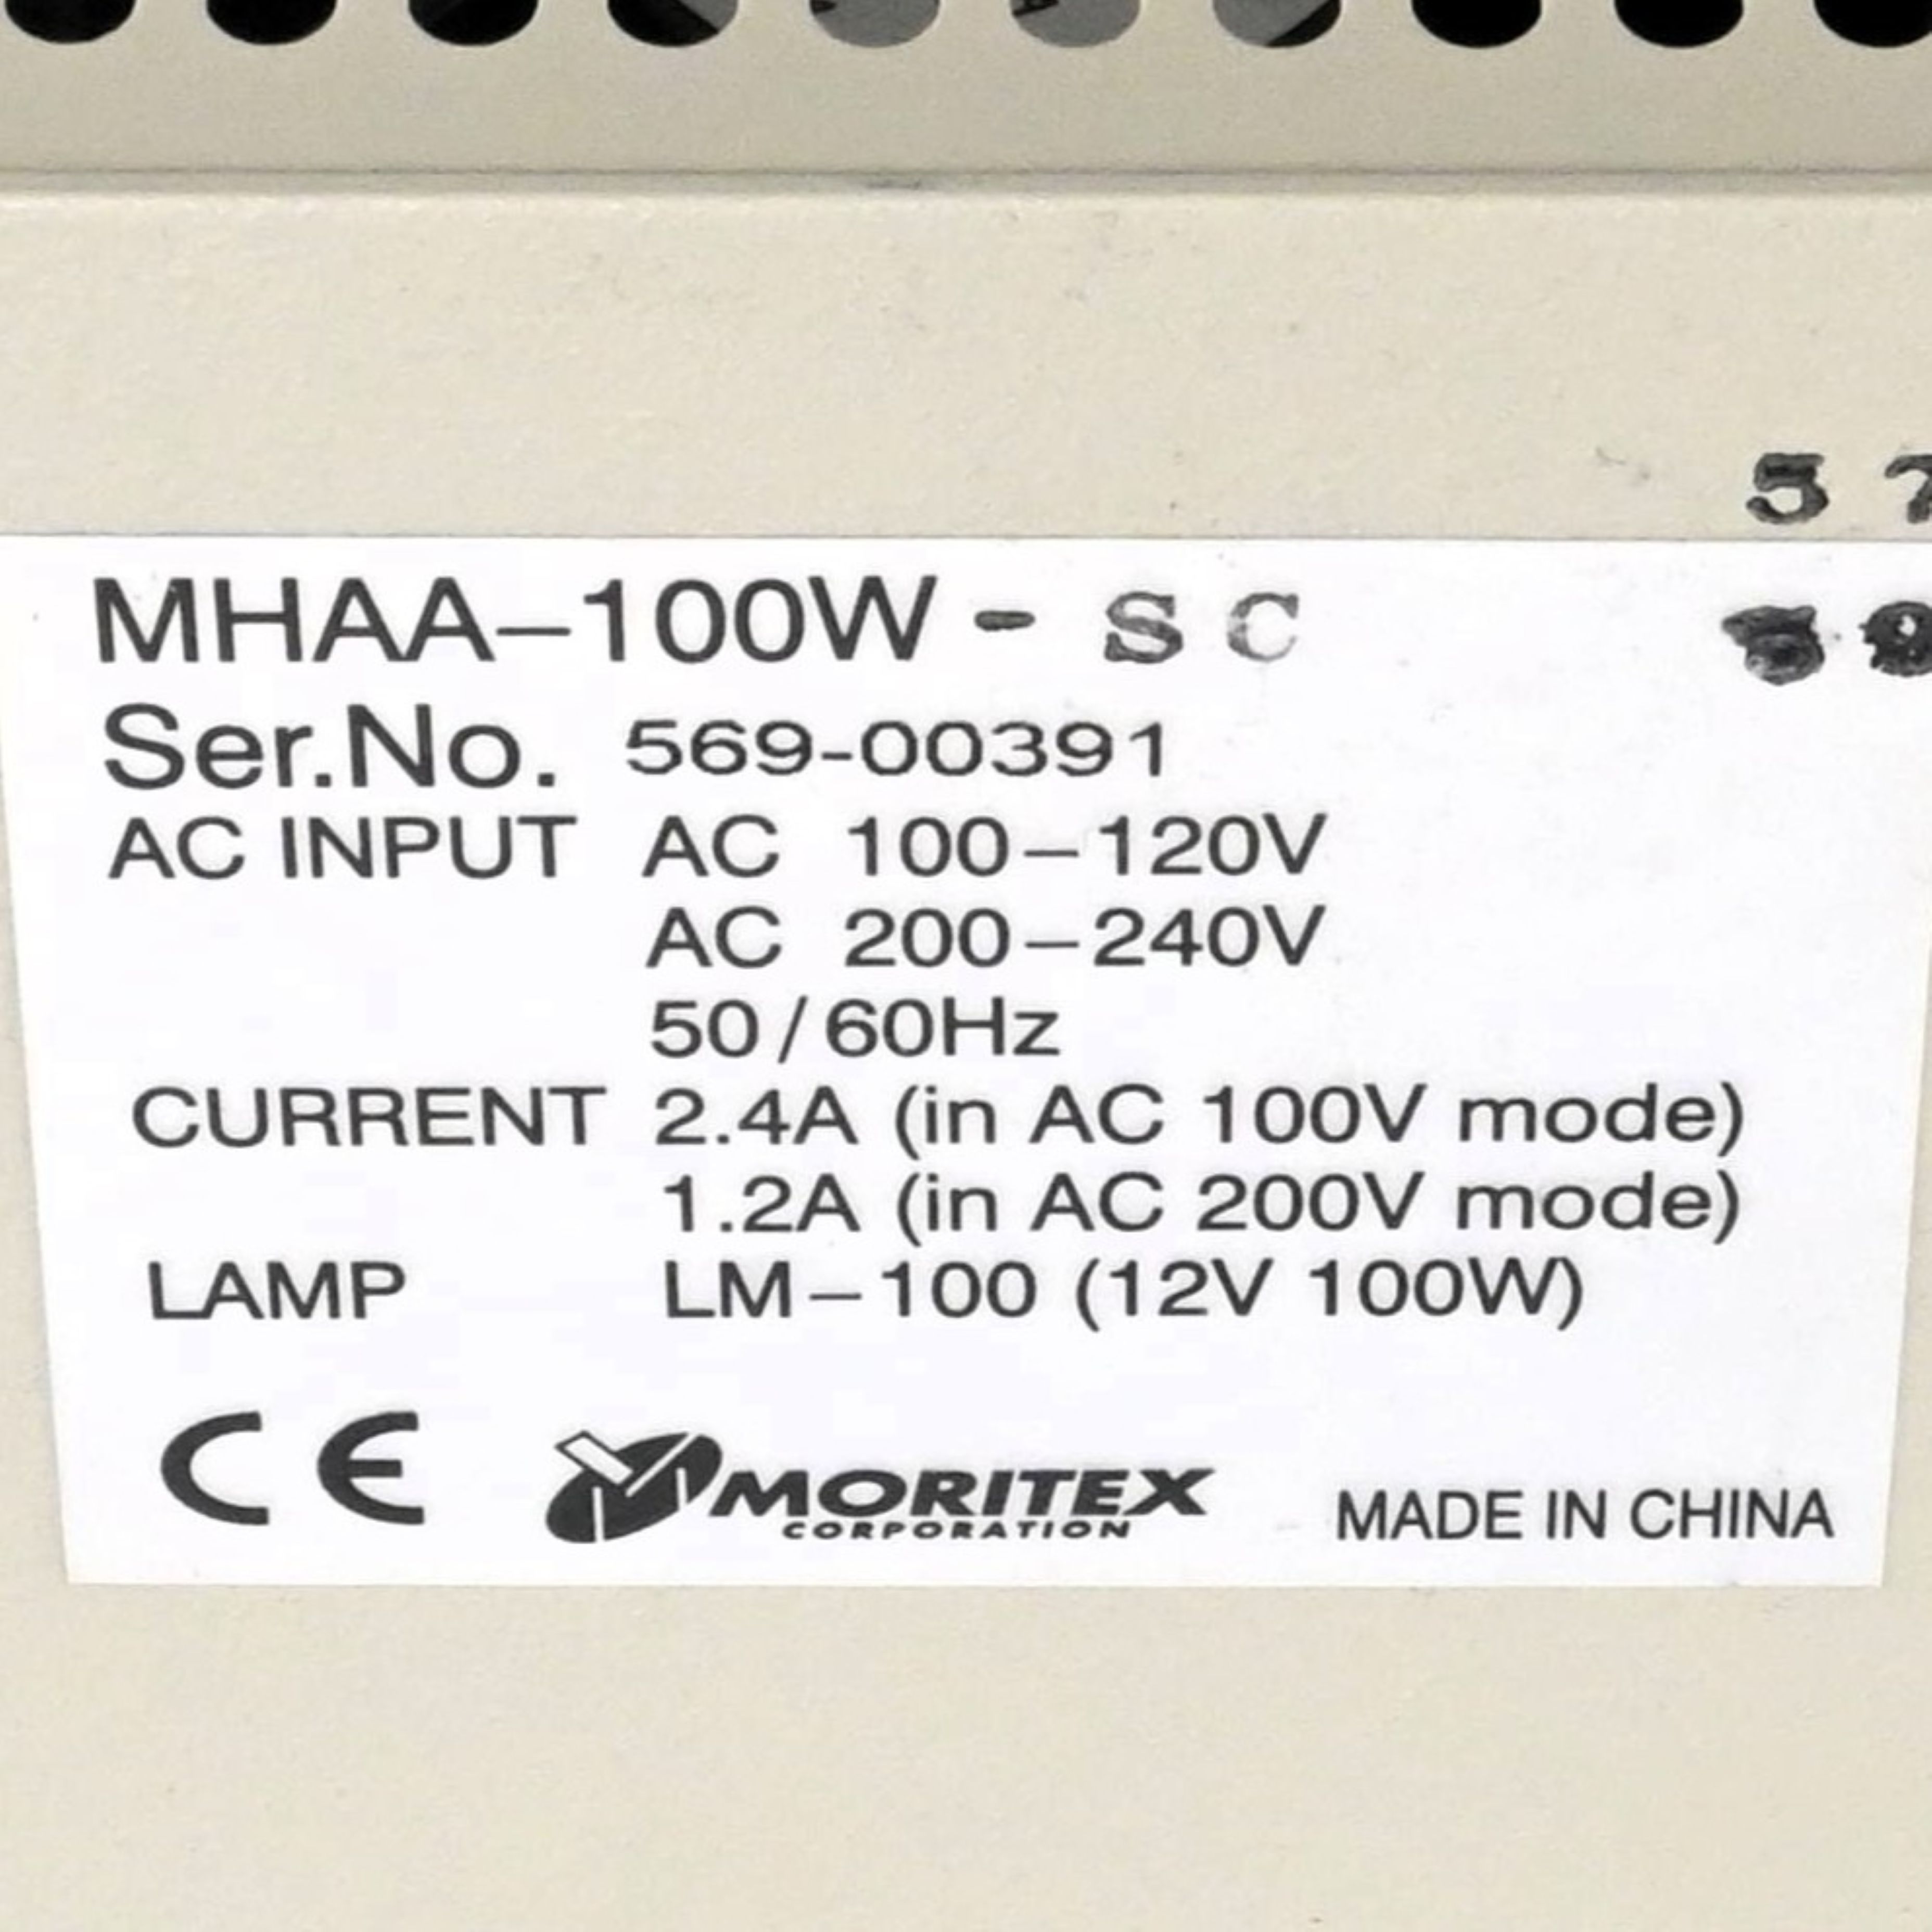 57
MHAA–100W - SC
Ser.No. 569-00391
AC INPUT AC 100–120V
AC 200–240V
50/60Hz
CURRENT 2.4A (in AC 100V mode)
1.2A (in AC 200V mode)
LAMP LM–100 (12V 100W)
CE MORITEX
CORPORATION
MADE IN CHINA